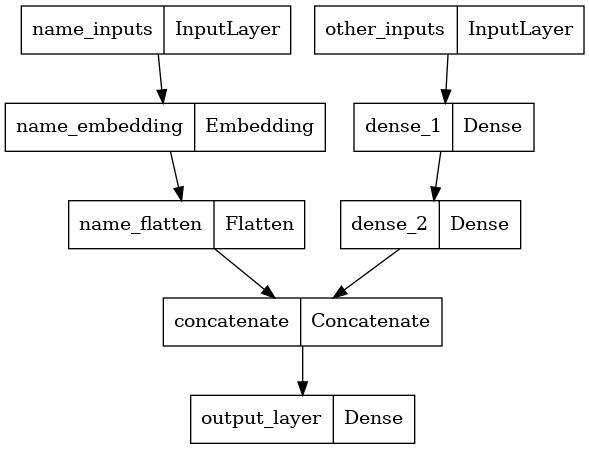 name_inputs InputLayer
other_inputs InputLayer
name_embedding Embedding
dense_1 Dense
name_flatten Flatten
dense_2 Dense
concatenate Concatenate
output_layer Dense